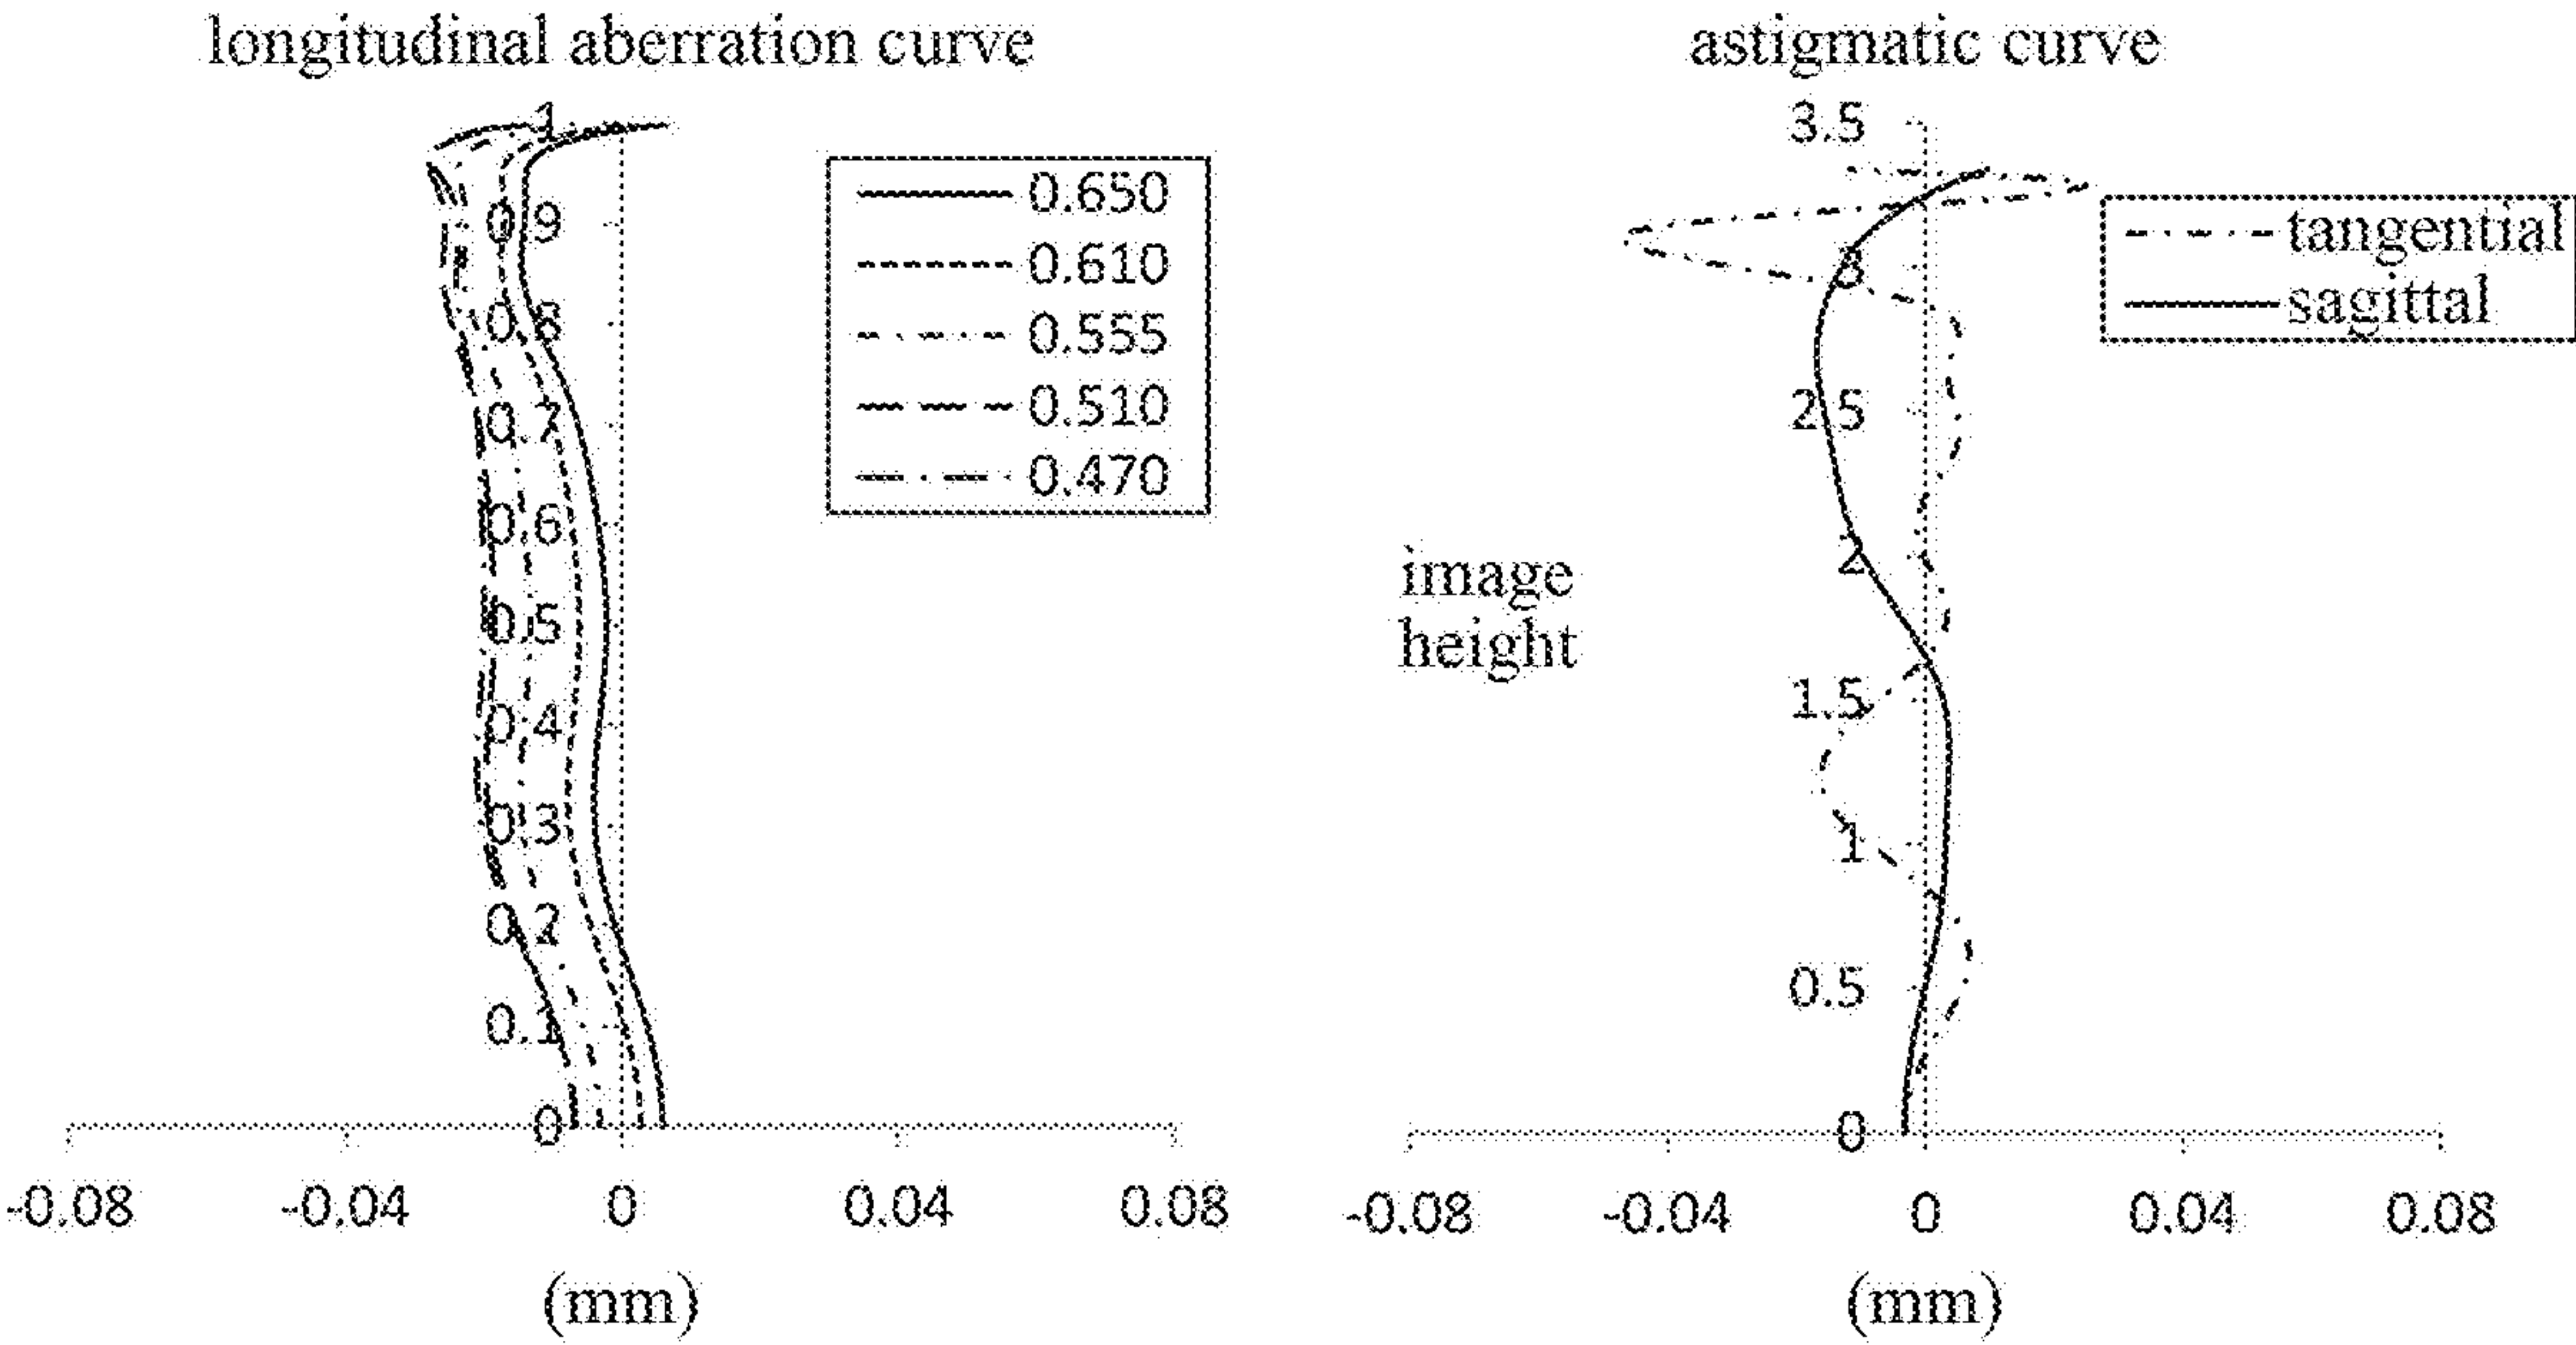 longitudinal aberration curve
1
0.9
0.8
0.7
0.6
0.5
0.4
0.3
0.2
0.1
0
-0.08 -0.04 0 0.04 0.08
(mm)
0.650
0.610
0.555
0.510
0.470
astigmatic curve
3.5
3
2.5
2
1.5
1
0.5
0
image
height
-0.08 -0.04 0 0.04 0.08
(mm)
tangential
sagittal